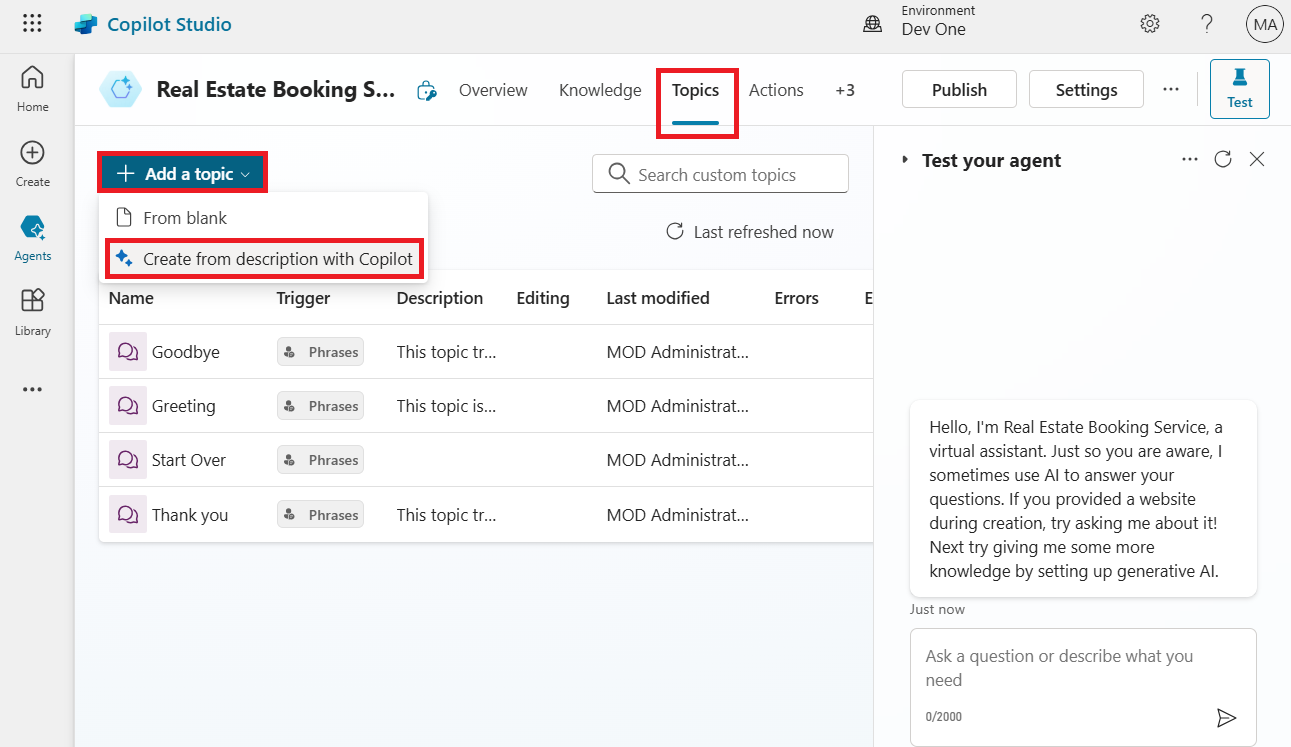 Copilot Studio
Environment
Dev One
MA
Home
Create
Agents
Library
Real Estate Booking S...
Overview
Knowledge
Topics
Actions
+3
Publish
Settings
Test
Add a topic
From blank
Create from description with Copilot
Search custom topics
Last refreshed now
Name Trigger Description Editing Last modified Errors E
Goodbye Phrases This topic tr... MOD Administrat...
Greeting Phrases This topic is... MOD Administrat...
Start Over Phrases MOD Administrat...
Thank you Phrases This topic tr... MOD Administrat...
Test your agent
Hello, I'm Real Estate Booking Service, a
virtual assistant. Just so you are aware, I
sometimes use AI to answer your
questions. If you provided a website
during creation, try asking me about it!
Next try giving me some more
knowledge by setting up generative AI.
Just now
Ask a question or describe what you
need
0/2000